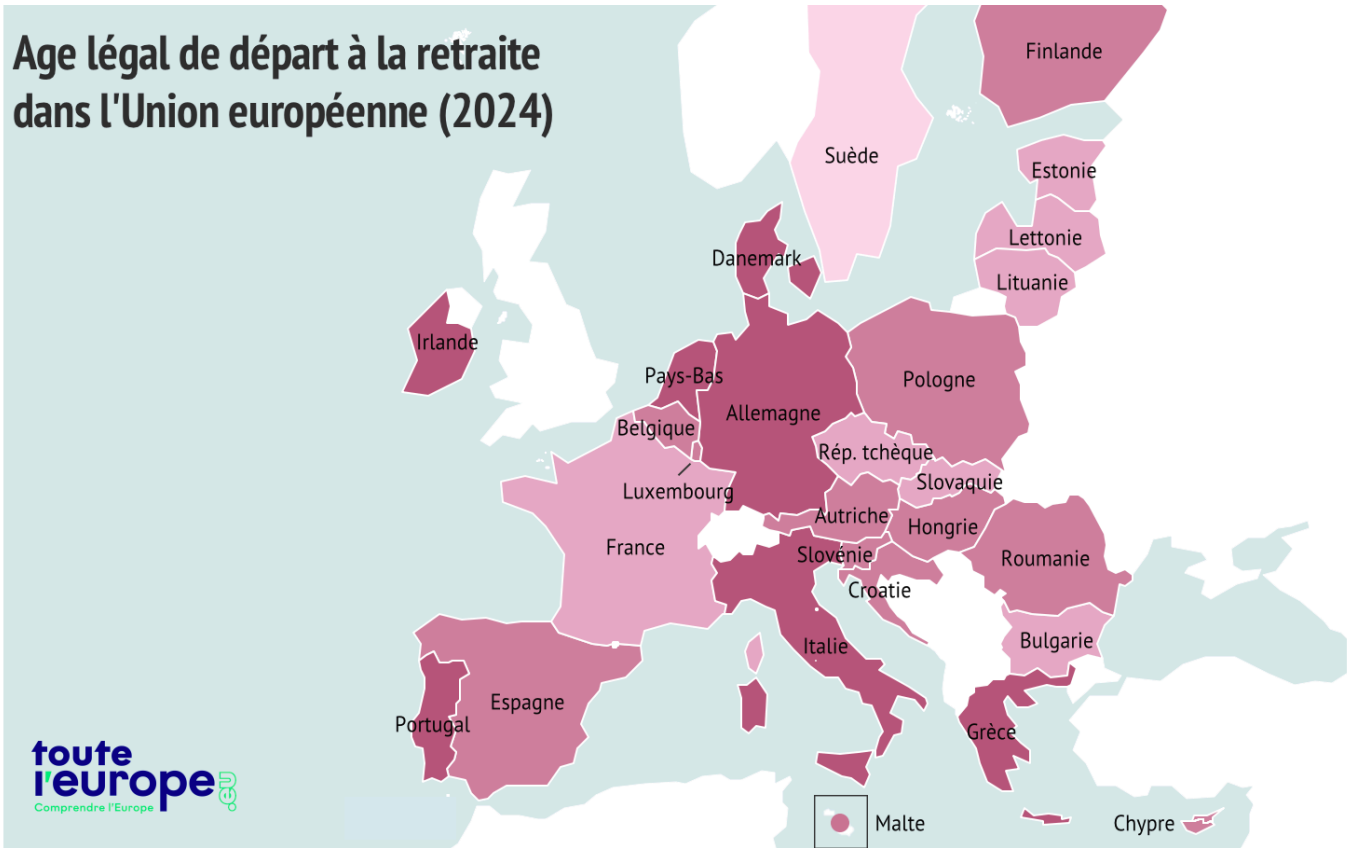 Age légal de départ à la retraite
dans l'Union européenne (2024)
Finlande
Suède
Estonie
Lettonie
Lituanie
Danemark
Irlande
Pays-Bas
Pologne
Allemagne
Belgique
Rép. tchèque
Slovaquie
Luxembourg
Autriche
Hongrie
France
Slovénie
Roumanie
Croatie
Bulgarie
Italie
Espagne
Portugal
Grèce
toute
l'europe.eu
Comprendre l'Europe
Malte
Chypre